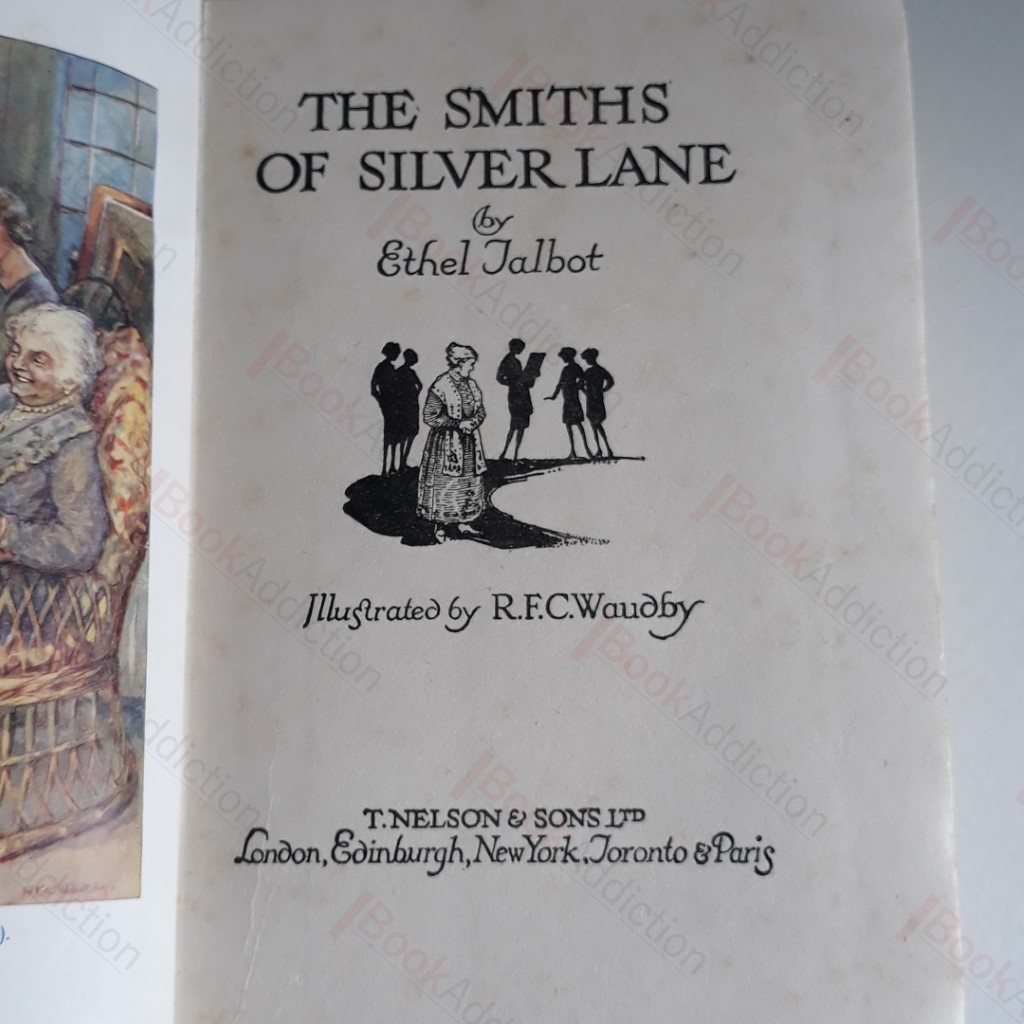 THE SMITHS
OF SILVER LANE
by
Ethel Talbot
Illustrated by R.F.C. Waudby
T. NELSON & SONS LTD
London, Edinburgh, New York, Toronto & Paris
).
BookAddiction